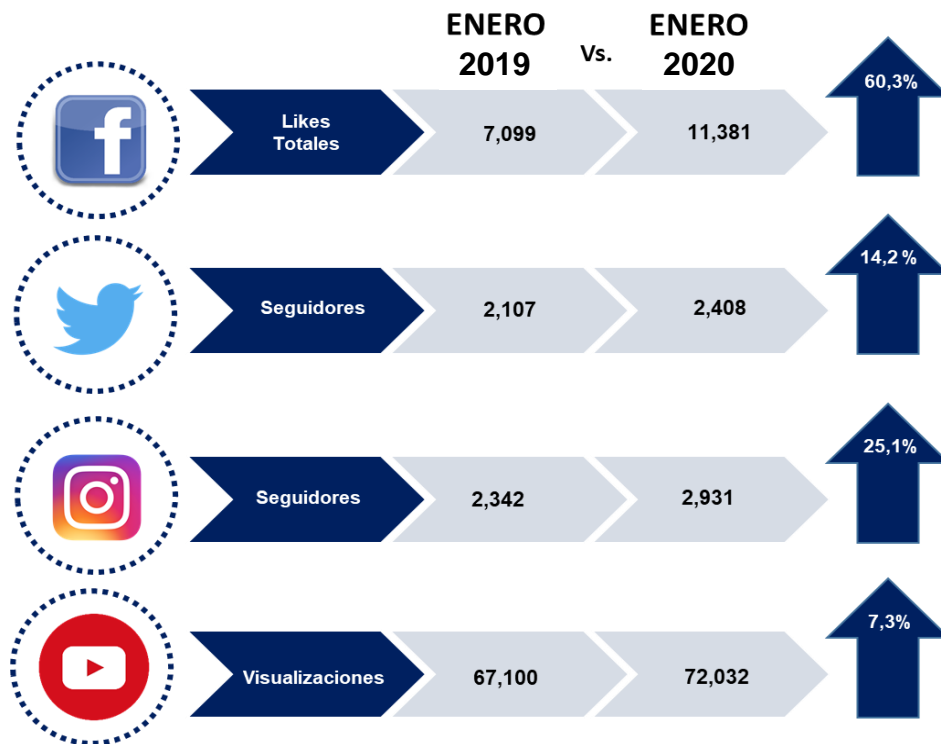 ENERO
2019
Vs.
ENERO
2020
Likes
Totales
7,099
11,381
60,3%
Seguidores
2,107
2,408
14,2 %
Seguidores
2,342
2,931
25,1%
Visualizaciones
67,100
72,032
7,3%